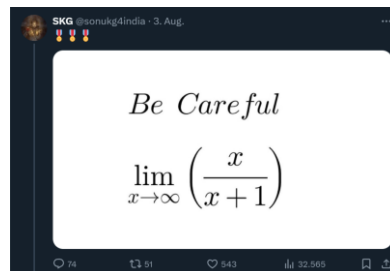 SKG @sonukg4india · 3. Aug.
🎖️🎖️🎖️
Be Careful
lim x→∞ (x/(x+1))
74 51 543 32.565